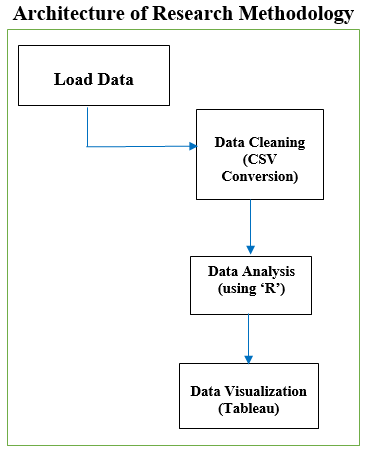 Architecture of Research Methodology
Load Data
Data Cleaning
(CSV
Conversion)
Data Analysis
(using ‘R’)
Data Visualization
(Tableau)